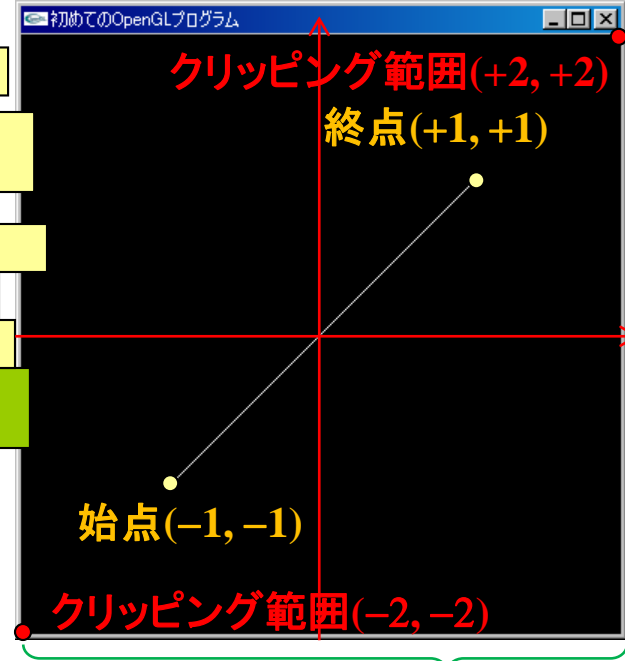 初めてのOpenGLプログラム
クリッピング範囲(+2, +2)
終点(+1, +1)
始点(−1, −1)
クリッピング範囲(−2, −2)